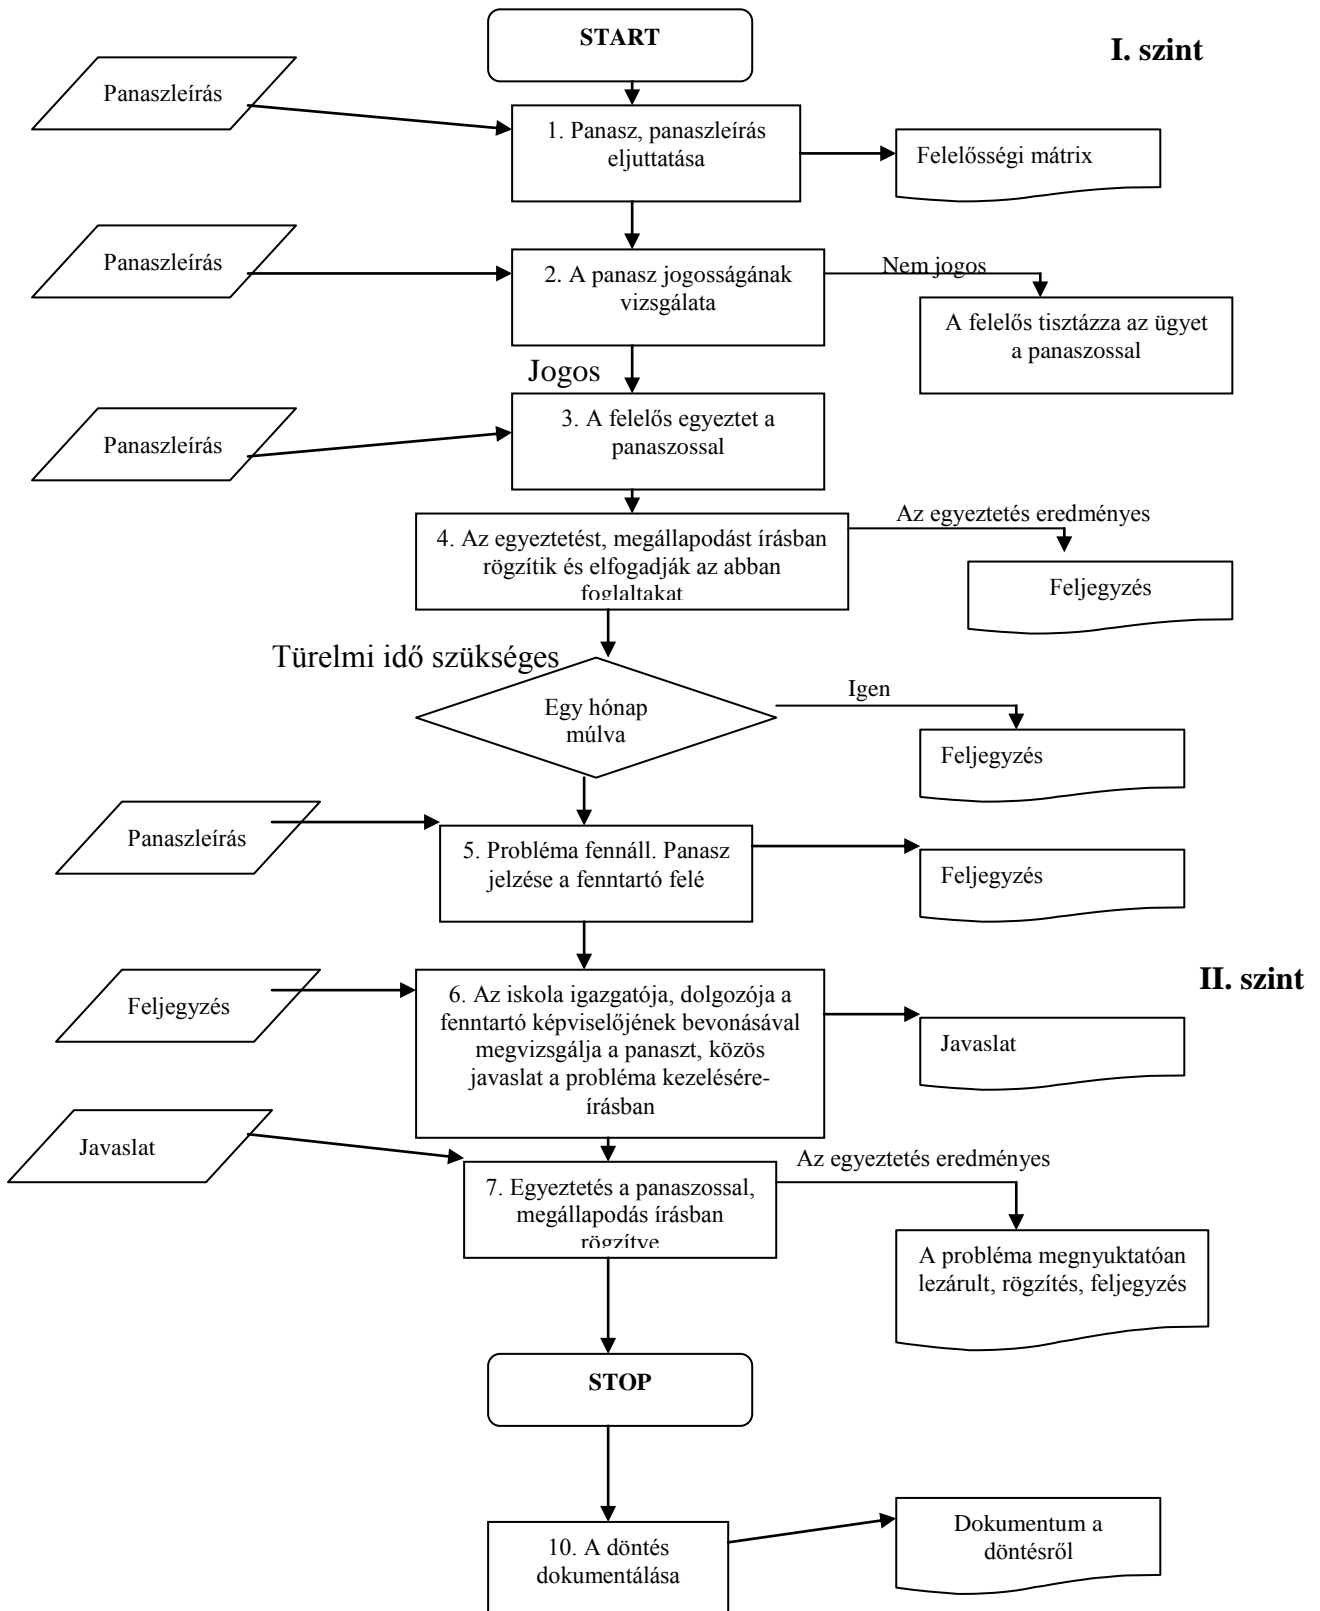 START
I. szint
Panaszleírás
1. Panasz, panaszleírás
eljuttatása
Felelősségi mátrix
Panaszleírás
2. A panasz jogosságának
vizsgálata
Nem jogos
A felelős tisztázza az ügyet
a panaszossal
Jogos
Panaszleírás
3. A felelős egyeztet a
panaszossal
Az egyeztetés eredményes
4. Az egyeztetést, megállapodást írásban
rögzítik és elfogadják az abban
foglaltakat
Feljegyzés
Türelmi idő szükséges
Egy hónap
múlva
Igen
Feljegyzés
Panaszleírás
5. Probléma fennáll. Panasz
jelzése a fenntartó felé
Feljegyzés
II. szint
Feljegyzés
6. Az iskola igazgatója, dolgozója a
fenntartó képviselőjének bevonásával
megvizsgálja a panaszt, közös
javaslat a probléma kezelésére-
írásban
Javaslat
Javaslat
Az egyeztetés eredményes
7. Egyeztetés a panaszossal,
megállapodás írásban
rögzítve
A probléma megnyuktatóan
lezárult, rögzítés, feljegyzés
STOP
10. A döntés
dokumentálása
Dokumentum a
döntésről